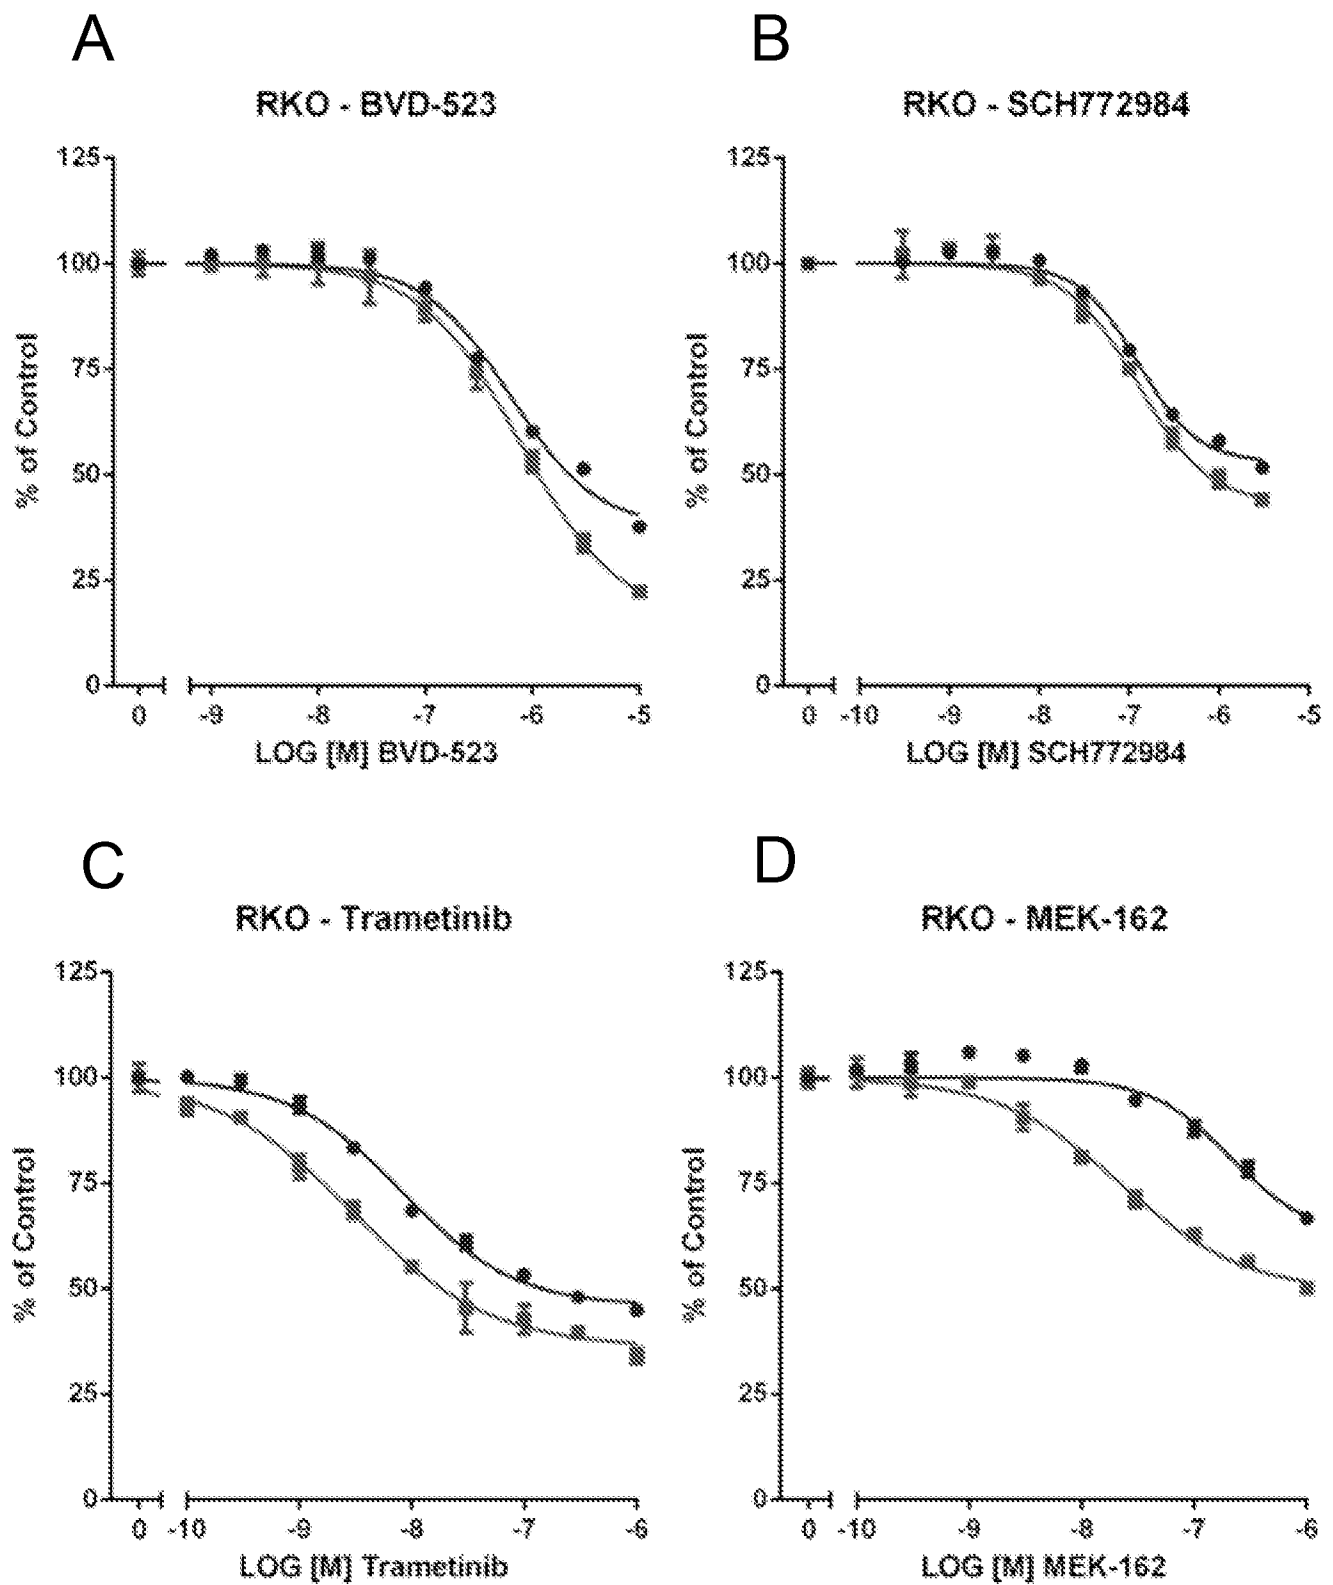 A
B
RKO - BVD-523
RKO - SCH772984
125
100
75
50
25
0
% of Control
0 -9 -8 -7 -6 -5
LOG [M] BVD-523
125
100
75
50
25
0
% of Control
0 -10 -9 -8 -7 -6 -5
LOG [M] SCH772984
C
D
RKO - Trametinib
RKO - MEK-162
125
100
75
50
25
0
% of Control
0 -10 -9 -8 -7 -6
LOG [M] Trametinib
125
100
75
50
25
0
% of Control
0 -10 -9 -8 -7 -6
LOG [M] MEK-162